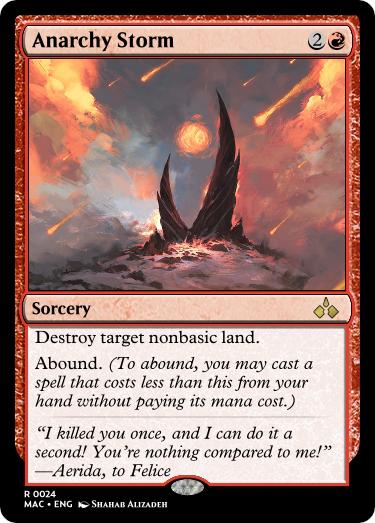 Anarchy Storm 2
Sorcery
Destroy target nonbasic land.
Abound. (To abound, you may cast a
spell that costs less than this from your
hand without paying its mana cost.)
“I killed you once, and I can do it a
second! You’re nothing compared to me!”
—Aerida, to Felice
R 0024
MAC • ENG Shahab Alizadeh